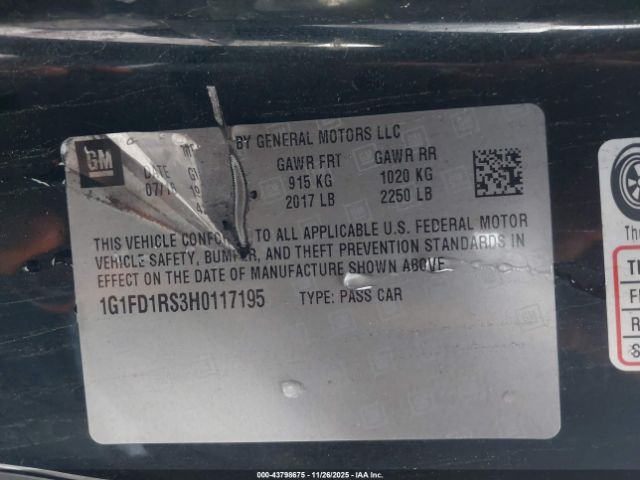 GM
BY GENERAL MOTORS LLC
DATE GAWR FRT GAWR RR
07/16 915 KG 1020 KG
2017 LB 2250 LB
THIS VEHICLE TO ALL APPLICABLE U.S. FEDERAL MOTOR
VEHICLE SAFETY, AND THEFT PREVENTION STANDARDS IN
EFFECT ON THE DATE OF MANUFACTURE SHOWN ABOVE
1G1FD1RS3H0117195 TYPE: PASS CAR
000-43798675 - 11/26/2025 - IAA Inc.